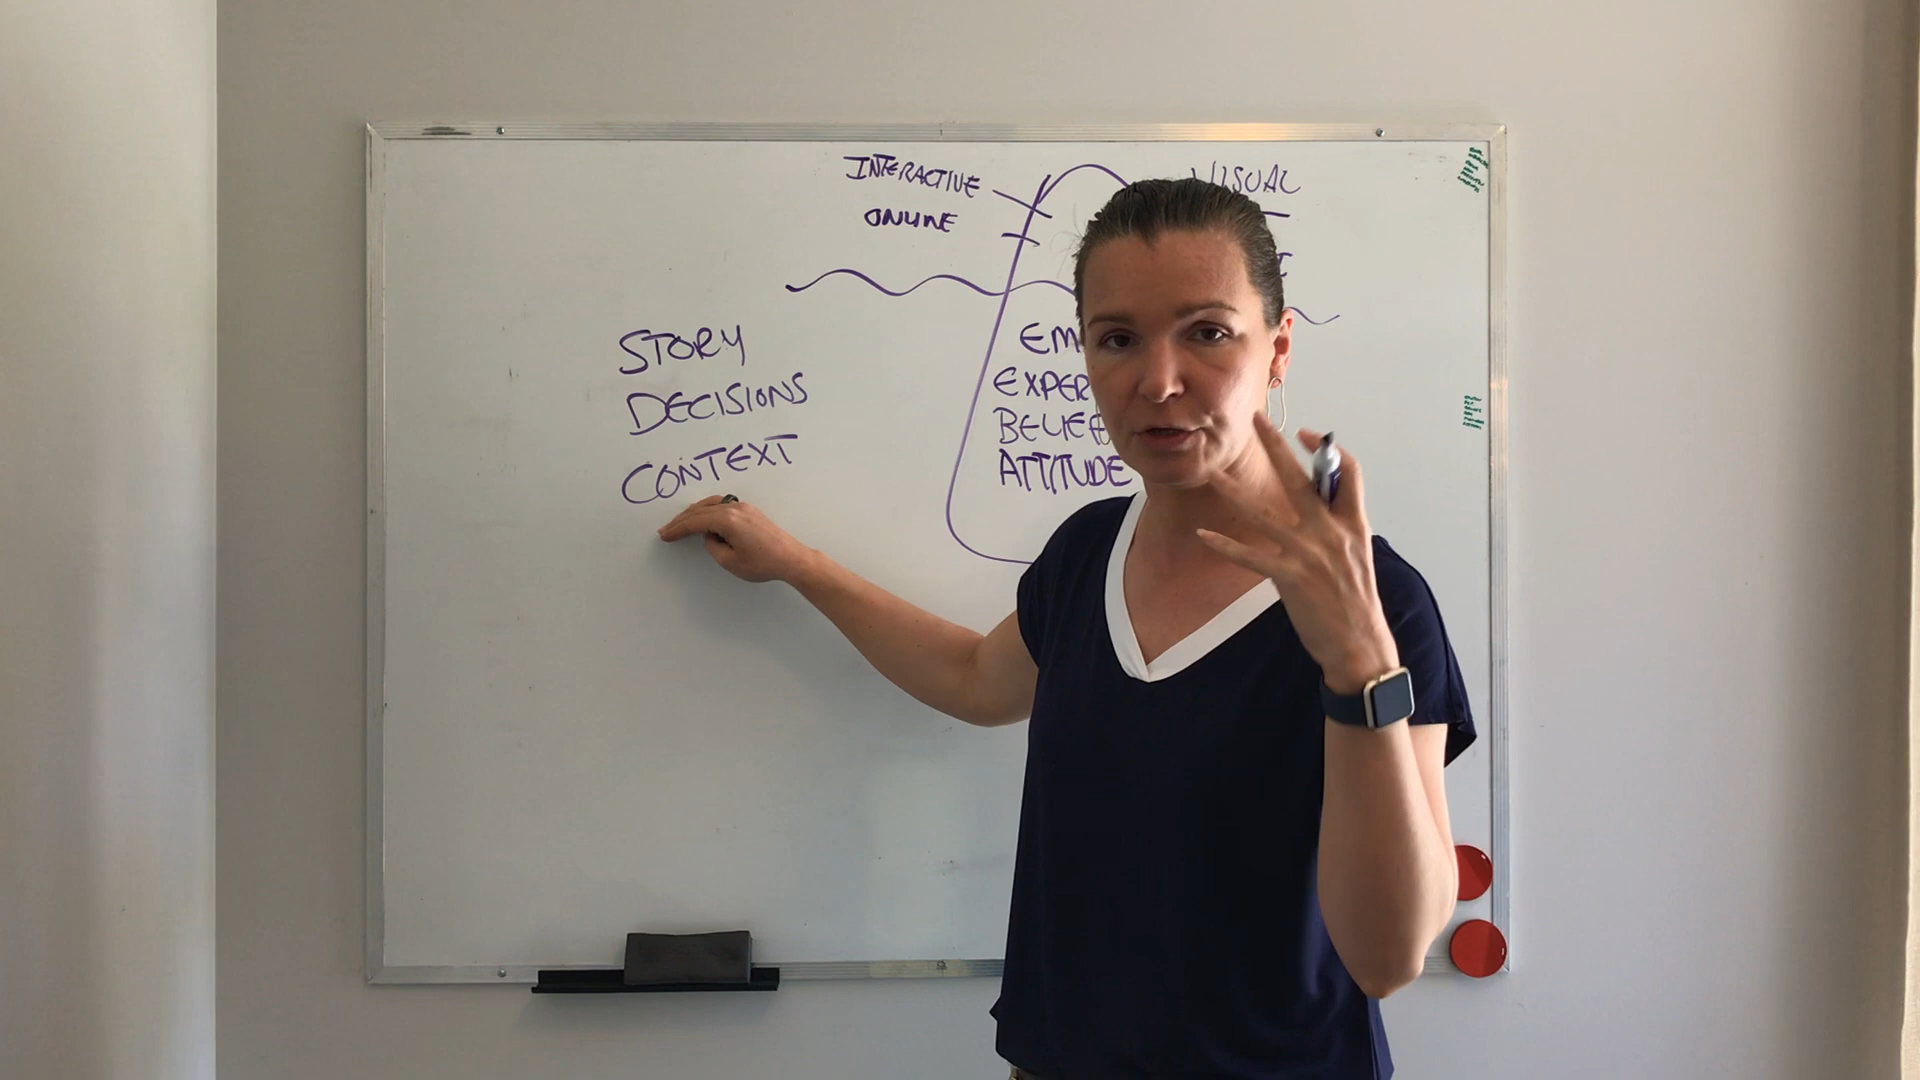 INTERACTIVE
ONLINE
VISUAL
STORY
DECISIONS
CONTEXT
EM
EXPER
BELIEF
ATTITUDE